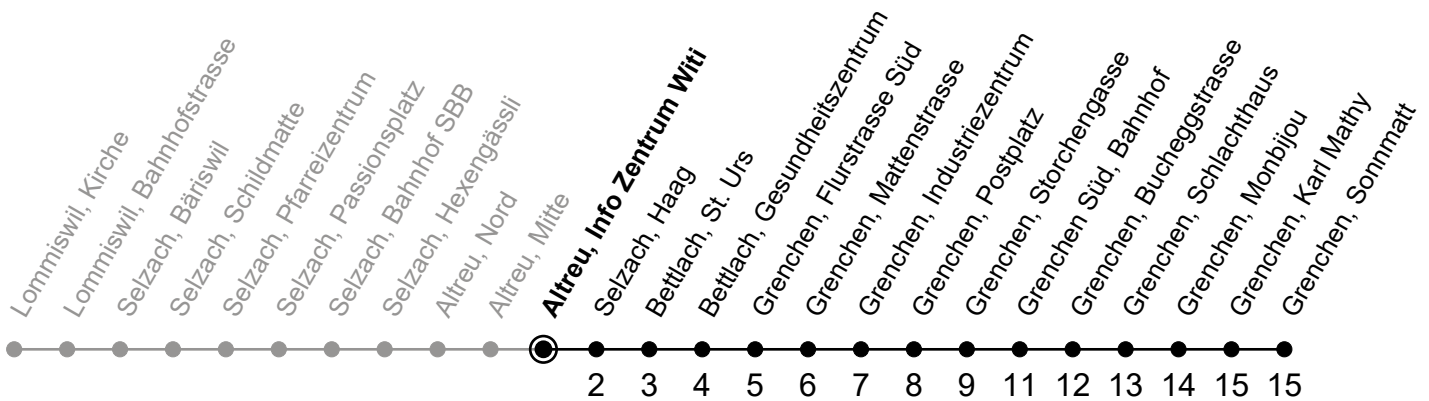 Lommiswil, Kirche
Lommiswil, Bahnhofstrasse
Selzach, Bäriswil
Selzach, Schildmatte
Selzach, Pfarreizentrum
Selzach, Passionsplatz
Selzach, Bahnhof SBB
Selzach, Hexengässli
Altreu, Nord
Altreu, Mitte
Altreu, Info Zentrum Witi
Selzach, Haag
Bettlach, St. Urs
Bettlach, Gesundheitszentrum
Grenchen, Flurstrasse Süd
Grenchen, Mattenstrasse
Grenchen, Industriezentrum
Grenchen, Postplatz
Grenchen, Storchengasse
Grenchen Süd, Bahnhof
Grenchen, Bucheggstrasse
Grenchen, Schlachthaus
Grenchen, Monbijou
Grenchen, Karl Mathy
Grenchen, Sonnmatt
2 3 4 5 6 7 8 9 11 12 13 14 15 15